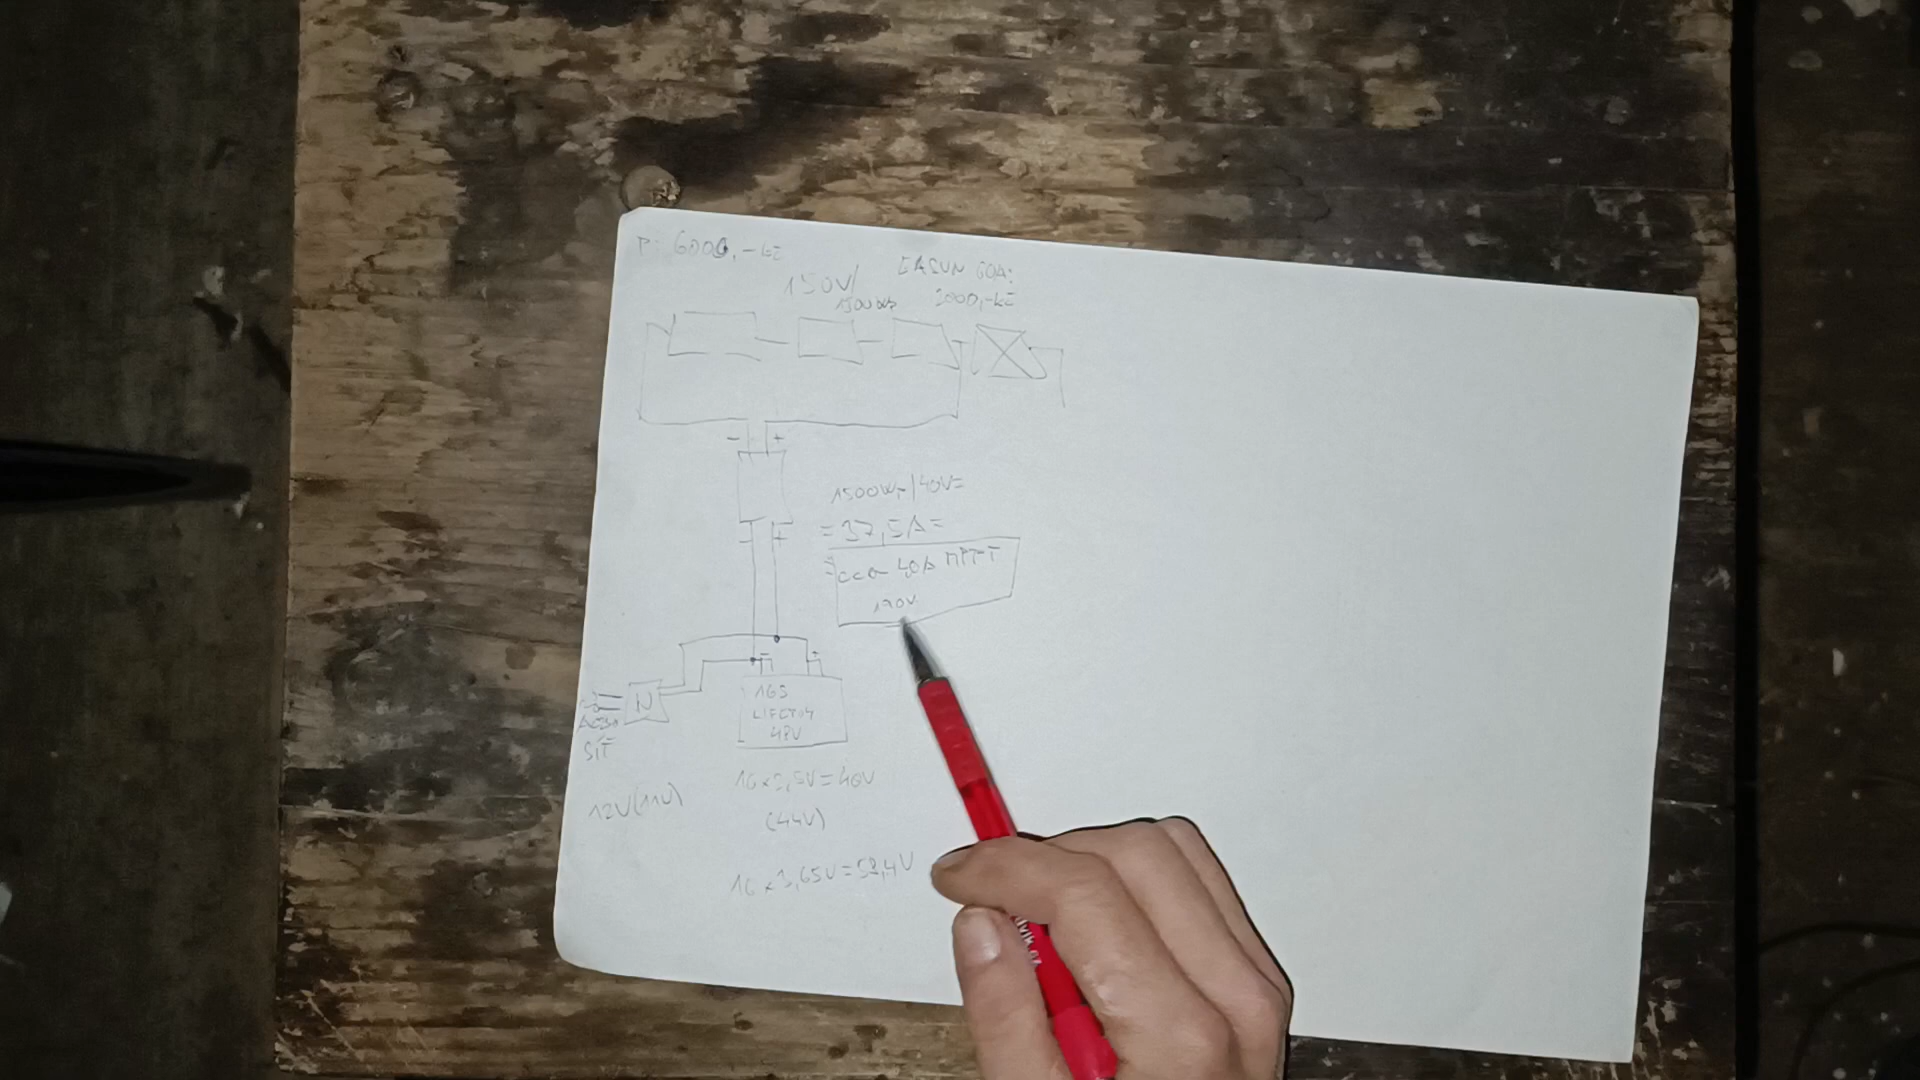 P: 6000,-Kč
150V/
1500Wp
EASUN 60A:
2000,-Kč
- +
1500Wp/40V=
=37,5A=
- +
=cca 40A MPPT
190V
- +
16S
LIFEPO4
48V
N
AC230
SÍŤ
12V(11V)
16×2,5V=40V
(44V)
16×3,65V=58,4V